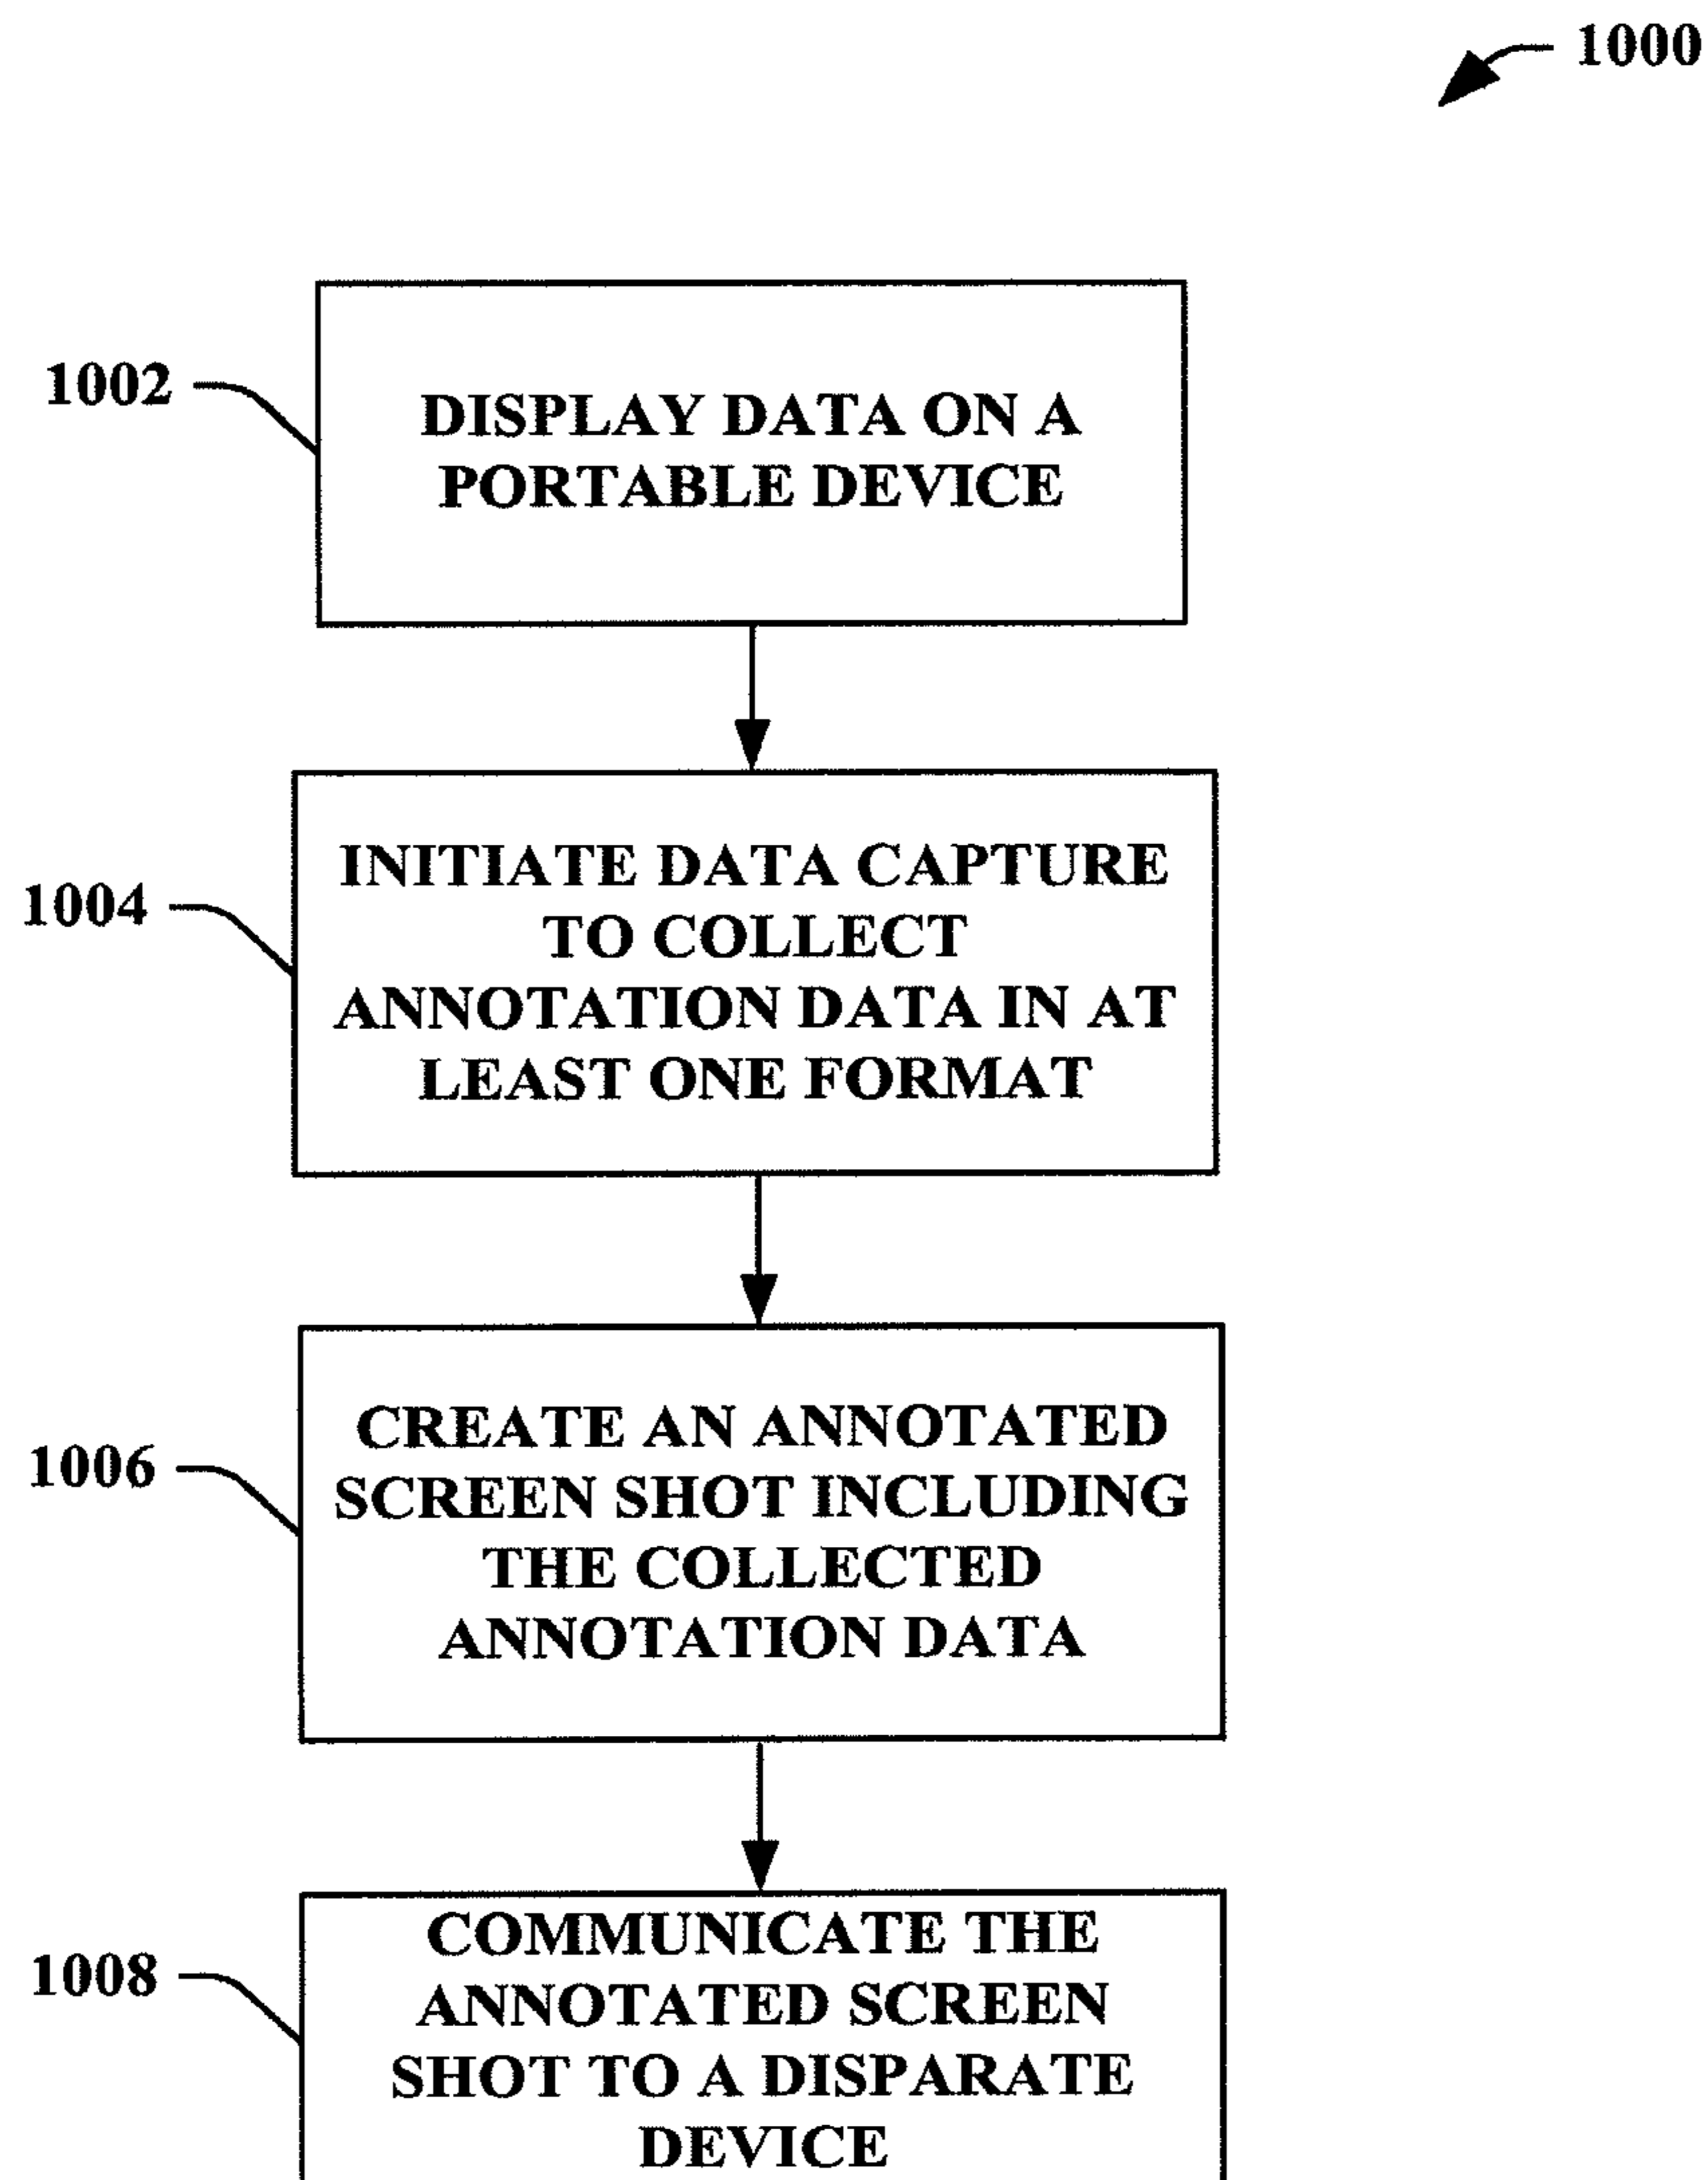 1000
1002
DISPLAY DATA ON A
PORTABLE DEVICE
1004
INITIATE DATA CAPTURE
TO COLLECT
ANNOTATION DATA IN AT
LEAST ONE FORMAT
1006
CREATE AN ANNOTATED
SCREEN SHOT INCLUDING
THE COLLECTED
ANNOTATION DATA
1008
COMMUNICATE THE
ANNOTATED SCREEN
SHOT TO A DISPARATE
DEVICE